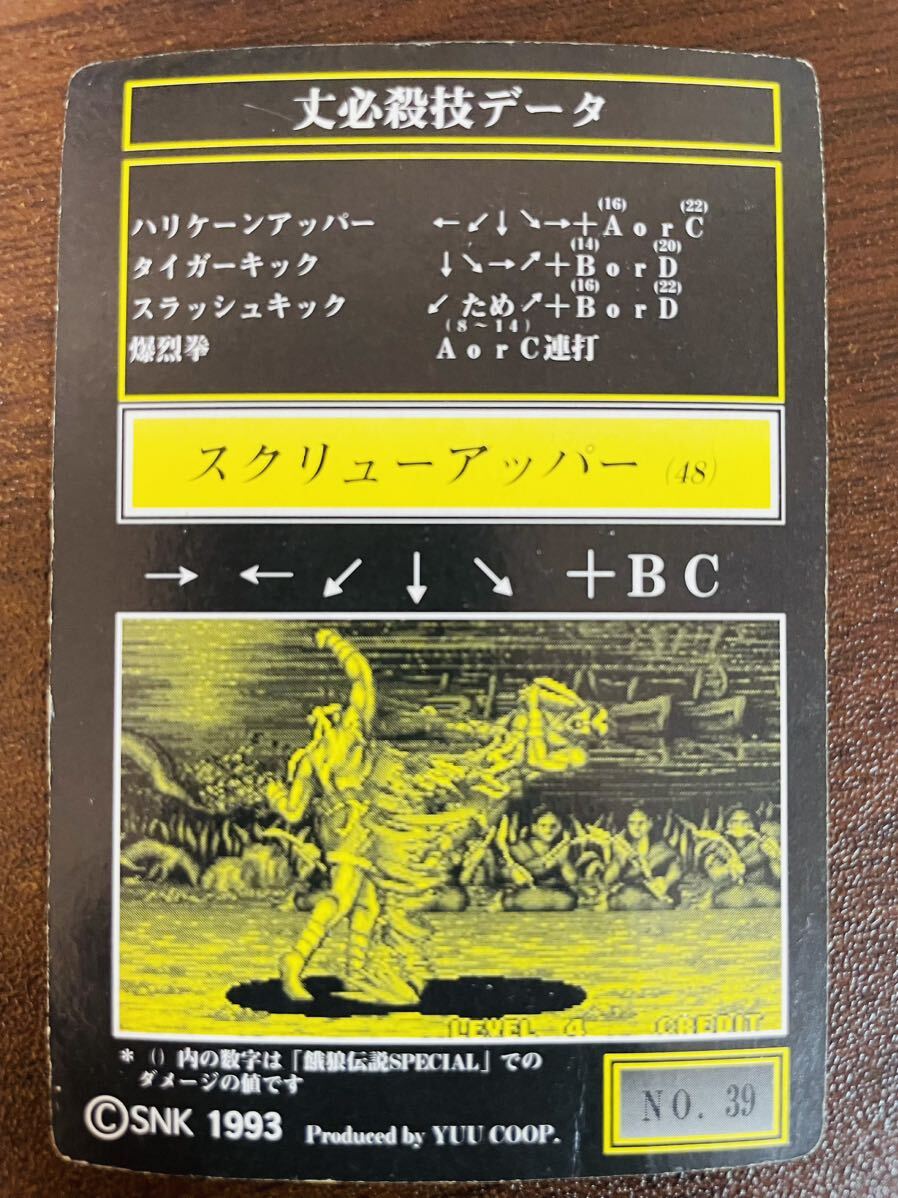 丈必殺技データ
ハリケーンアッパー ←↙↓↘→+A(16) or C(22)
タイガーキック ↓↘→↗+B(14) or D(20)
スラッシュキック ↙ため↗+B(16) or D(22)
爆烈拳 (8～14) A or C連打
スクリューアッパー (48)
→ ← ↙ ↓ ↘ +BC
LEVEL 4 CREDIT
* () 内の数字は「餓狼伝説SPECIAL」での
ダメージの値です
©SNK 1993 Produced by YUU COOP.
NO. 39